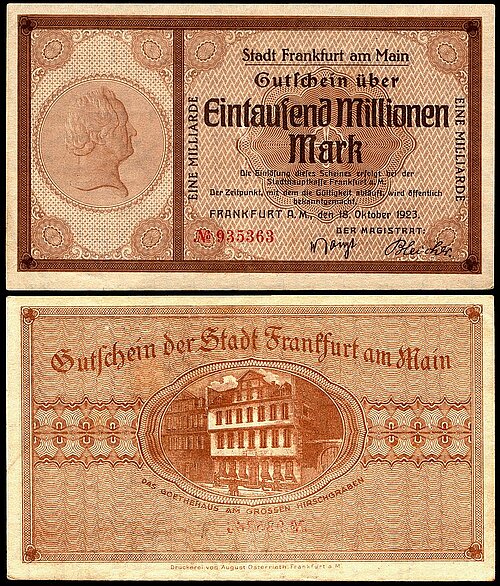 Stadt Frankfurt am Main
Gutschein über
Eintausend Millionen
Mark
Die Einlösung dieses Scheines erfolgt bei der
Stadthauptkasse Frankfurt a/M.
Der Zeitpunkt, mit dem die Gültigkeit abläuft, wird öffentlich
bekanntgemacht.
FRANKFURT A. M., den 18. Oktober 1923.
DER MAGISTRAT:
№ 935363
EINE MILLIARDE
EINE MILLIARDE
Gutschein der Stadt Frankfurt am Main
DAS GOETHEHAUS AM GROSSEN HIRSCHGRABEN
Druckerei von August Osterrieth, Frankfurt a. M.